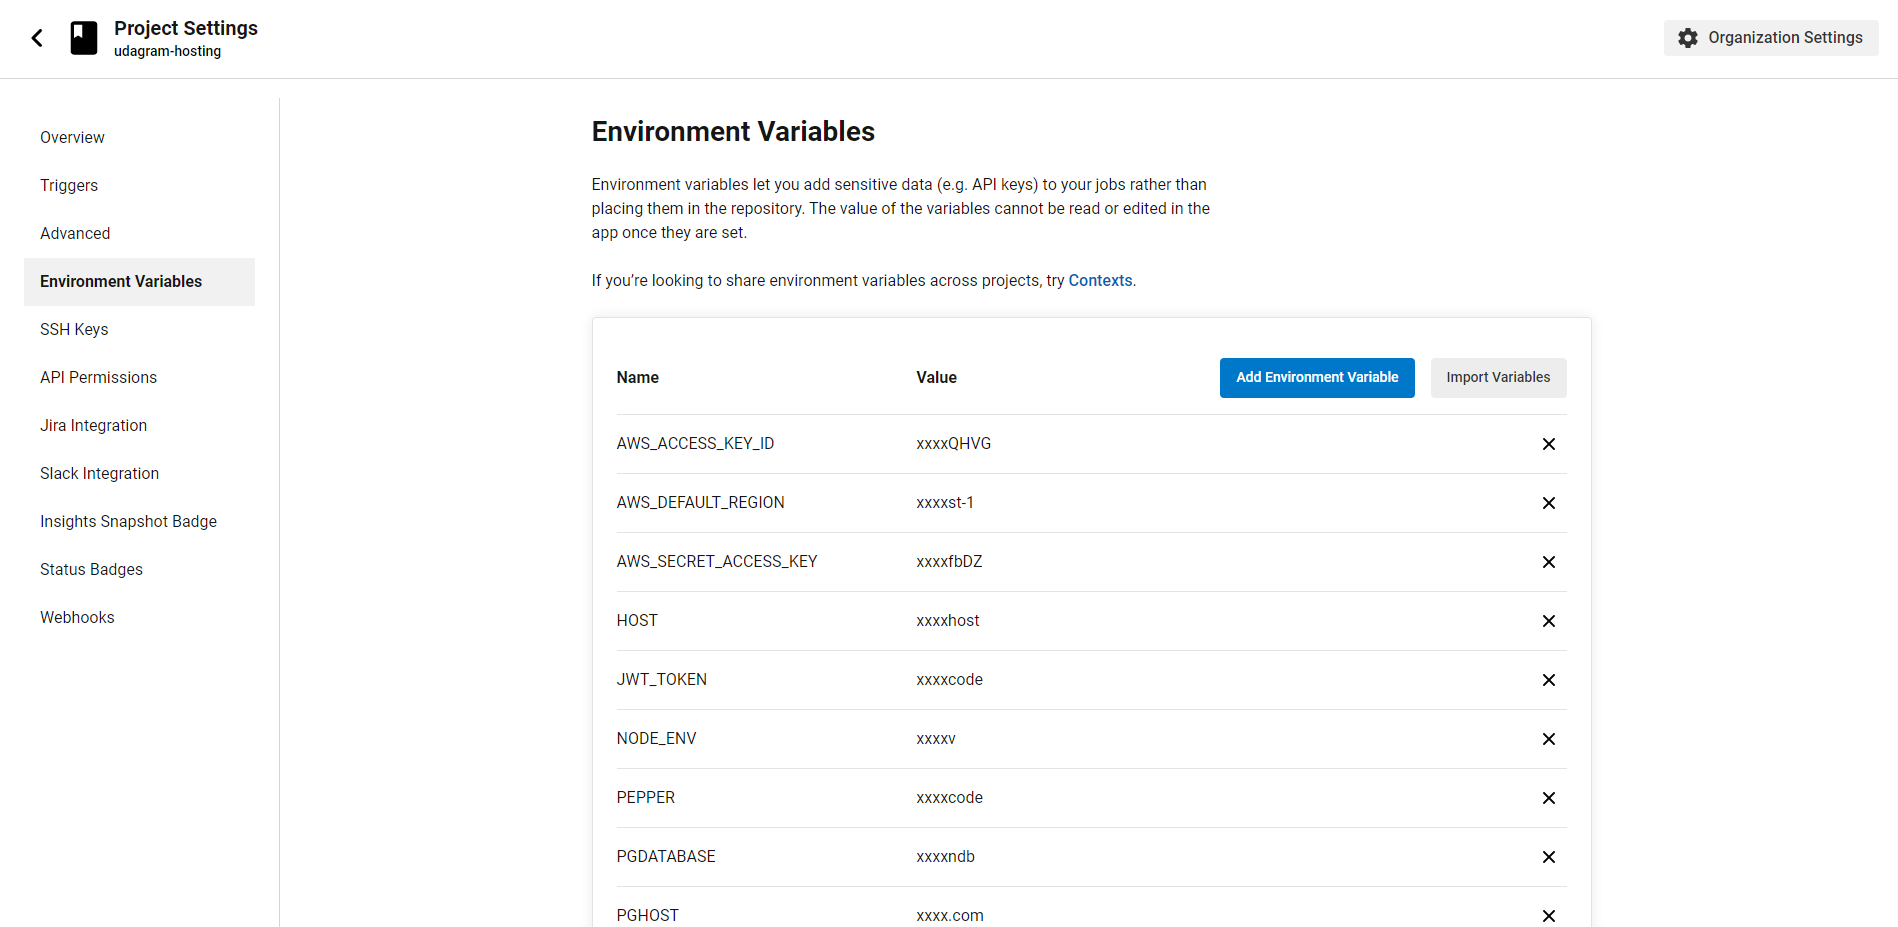 Project Settings
udagram-hosting
Organization Settings
Overview
Triggers
Advanced
Environment Variables
SSH Keys
API Permissions
Jira Integration
Slack Integration
Insights Snapshot Badge
Status Badges
Webhooks
Environment Variables
Environment variables let you add sensitive data (e.g. API keys) to your jobs rather than
placing them in the repository. The value of the variables cannot be read or edited in the
app once they are set.
If you’re looking to share environment variables across projects, try Contexts.
Name Value Add Environment Variable Import Variables
AWS_ACCESS_KEY_ID xxxxQHVG
AWS_DEFAULT_REGION xxxxst-1
AWS_SECRET_ACCESS_KEY xxxxfbDZ
HOST xxxxhost
JWT_TOKEN xxxxcode
NODE_ENV xxxxv
PEPPER xxxxcode
PGDATABASE xxxxndb
PGHOST xxxx.com